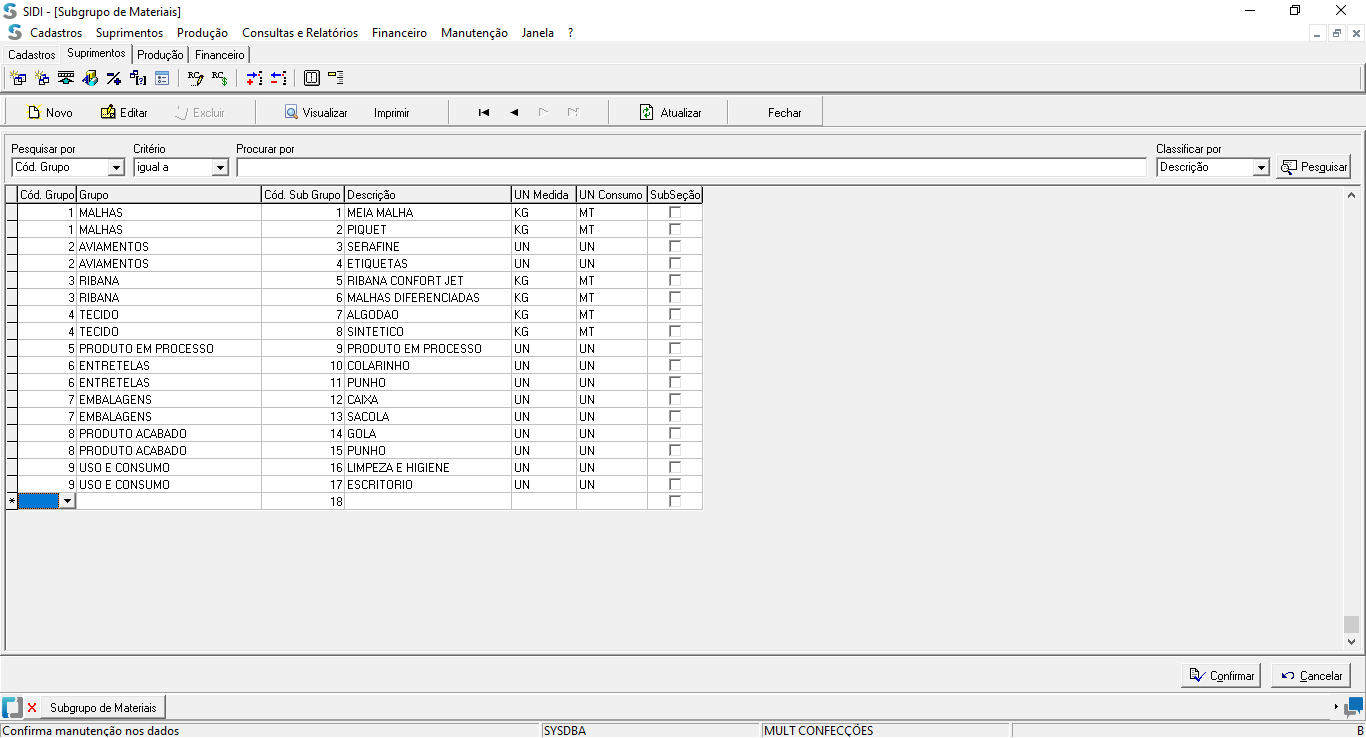 SIDI - [Subgrupo de Materiais]
Cadastros Suprimentos Produção Consultas e Relatórios Financeiro Manutenção Janela ?
Cadastros Suprimentos Produção Financeiro
Novo Editar Excluir Visualizar Imprimir Atualizar Fechar
Pesquisar por Critério Procurar por Classificar por
Cód. Grupo igual a Descrição Pesquisar
Cód. Grupo Grupo Cód. Sub Grupo Descrição UN Medida UN Consumo SubSeção
1 MALHAS 1 MEIA MALHA KG MT
1 MALHAS 2 PIQUET KG MT
2 AVIAMENTOS 3 SERAFINE UN UN
2 AVIAMENTOS 4 ETIQUETAS UN UN
3 RIBANA 5 RIBANA CONFORT JET KG MT
3 RIBANA 6 MALHAS DIFERENCIADAS KG MT
4 TECIDO 7 ALGODAO KG MT
4 TECIDO 8 SINTETICO KG MT
5 PRODUTO EM PROCESSO 9 PRODUTO EM PROCESSO UN UN
6 ENTRETELAS 10 COLARINHO UN UN
6 ENTRETELAS 11 PUNHO UN UN
7 EMBALAGENS 12 CAIXA UN UN
7 EMBALAGENS 13 SACOLA UN UN
8 PRODUTO ACABADO 14 GOLA UN UN
8 PRODUTO ACABADO 15 PUNHO UN UN
9 USO E CONSUMO 16 LIMPEZA E HIGIENE UN UN
9 USO E CONSUMO 17 ESCRITORIO UN UN
* 18
Confirmar Cancelar
Subgrupo de Materiais
Confirma manutenção nos dados SYSDBA MULT CONFECÇÕES B